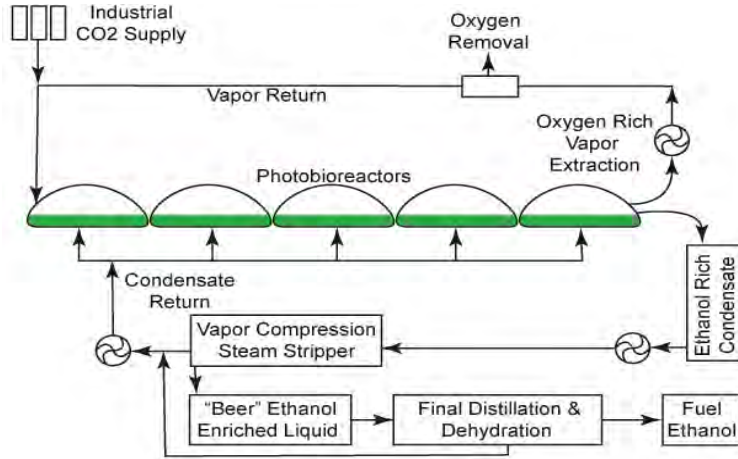 Industrial
CO2 Supply
Oxygen
Removal
Vapor Return
Oxygen Rich
Vapor
Extraction
Photobioreactors
Condensate
Return
Ethanol Rich
Condensate
Vapor Compression
Steam Stripper
“Beer” Ethanol
Enriched Liquid
Final Distillation &
Dehydration
Fuel
Ethanol